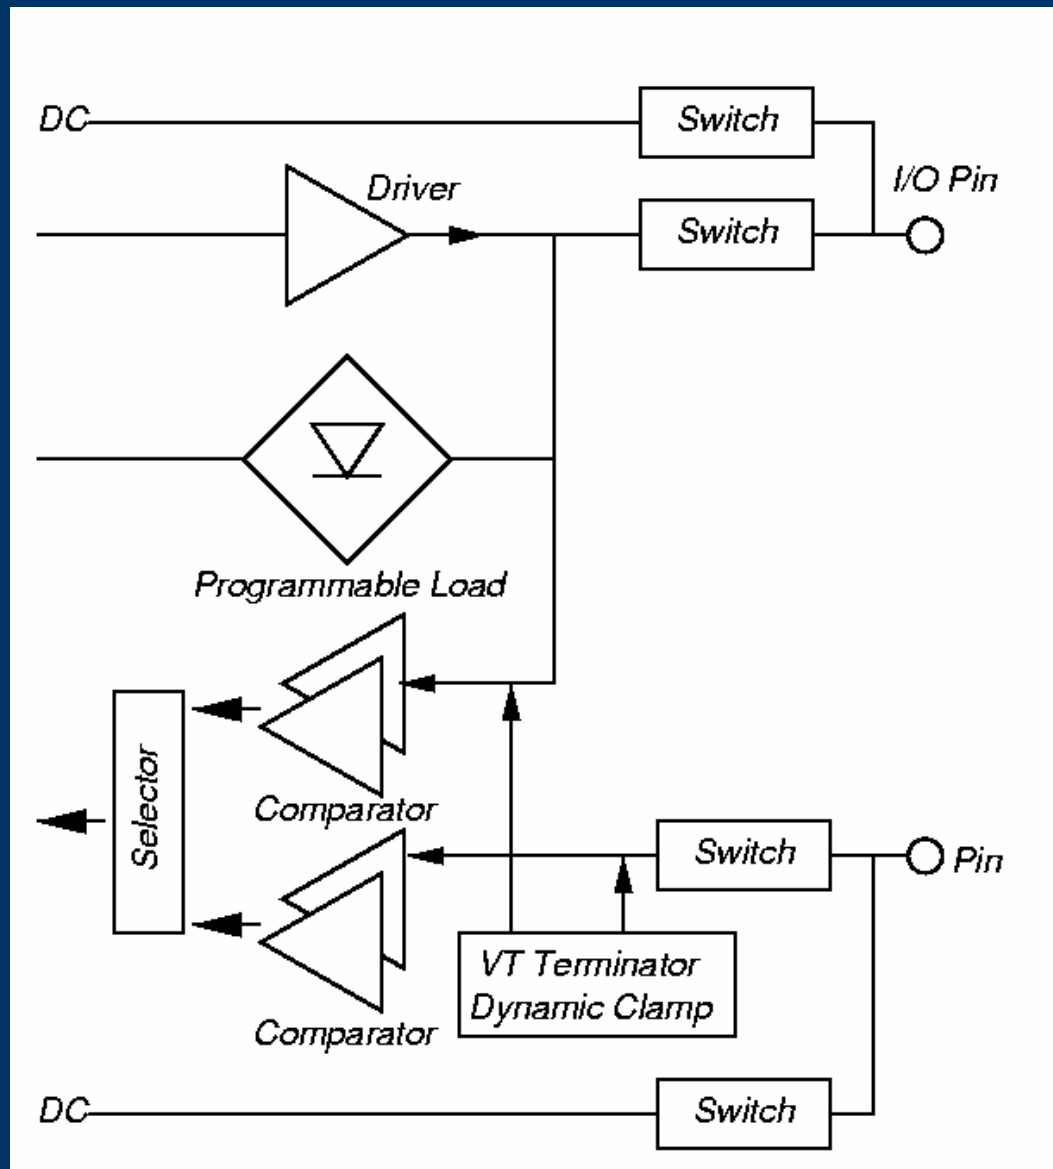 DC
Switch
I/O Pin
Driver
Switch
Programmable Load
Selector
Comparator
Switch
Pin
VT Terminator
Dynamic Clamp
Comparator
DC
Switch